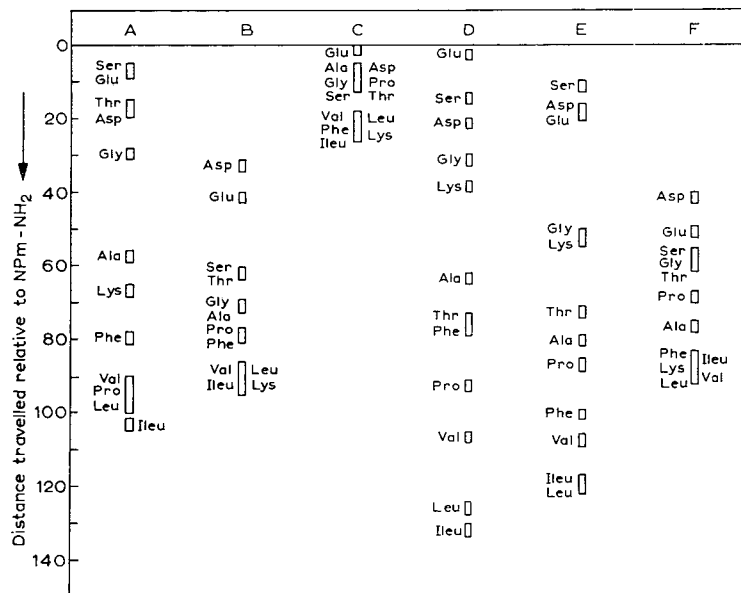 A B C D E F
0
20
40
60
80
100
120
140
Distance travelled relative to NPm-NH2
Ser
Glu
Thr
Asp
Gly
Ala
Lys
Phe
Val
Pro
Leu
Ileu
Asp
Glu
Ser
Thr
Gly
Ala
Pro
Phe
Val Leu
Ileu Lys
Glu
Ala Asp
Gly Pro
Ser Thr
Val Leu
Phe Lys
Ileu
Glu
Ser
Asp
Gly
Lys
Ala
Thr
Phe
Pro
Val
Leu
Ileu
Ser
Asp
Glu
Gly
Lys
Thr
Ala
Pro
Phe
Val
Ileu
Leu
Asp
Glu
Ser
Gly
Thr
Pro
Ala
Phe Ileu
Lys Val
Leu